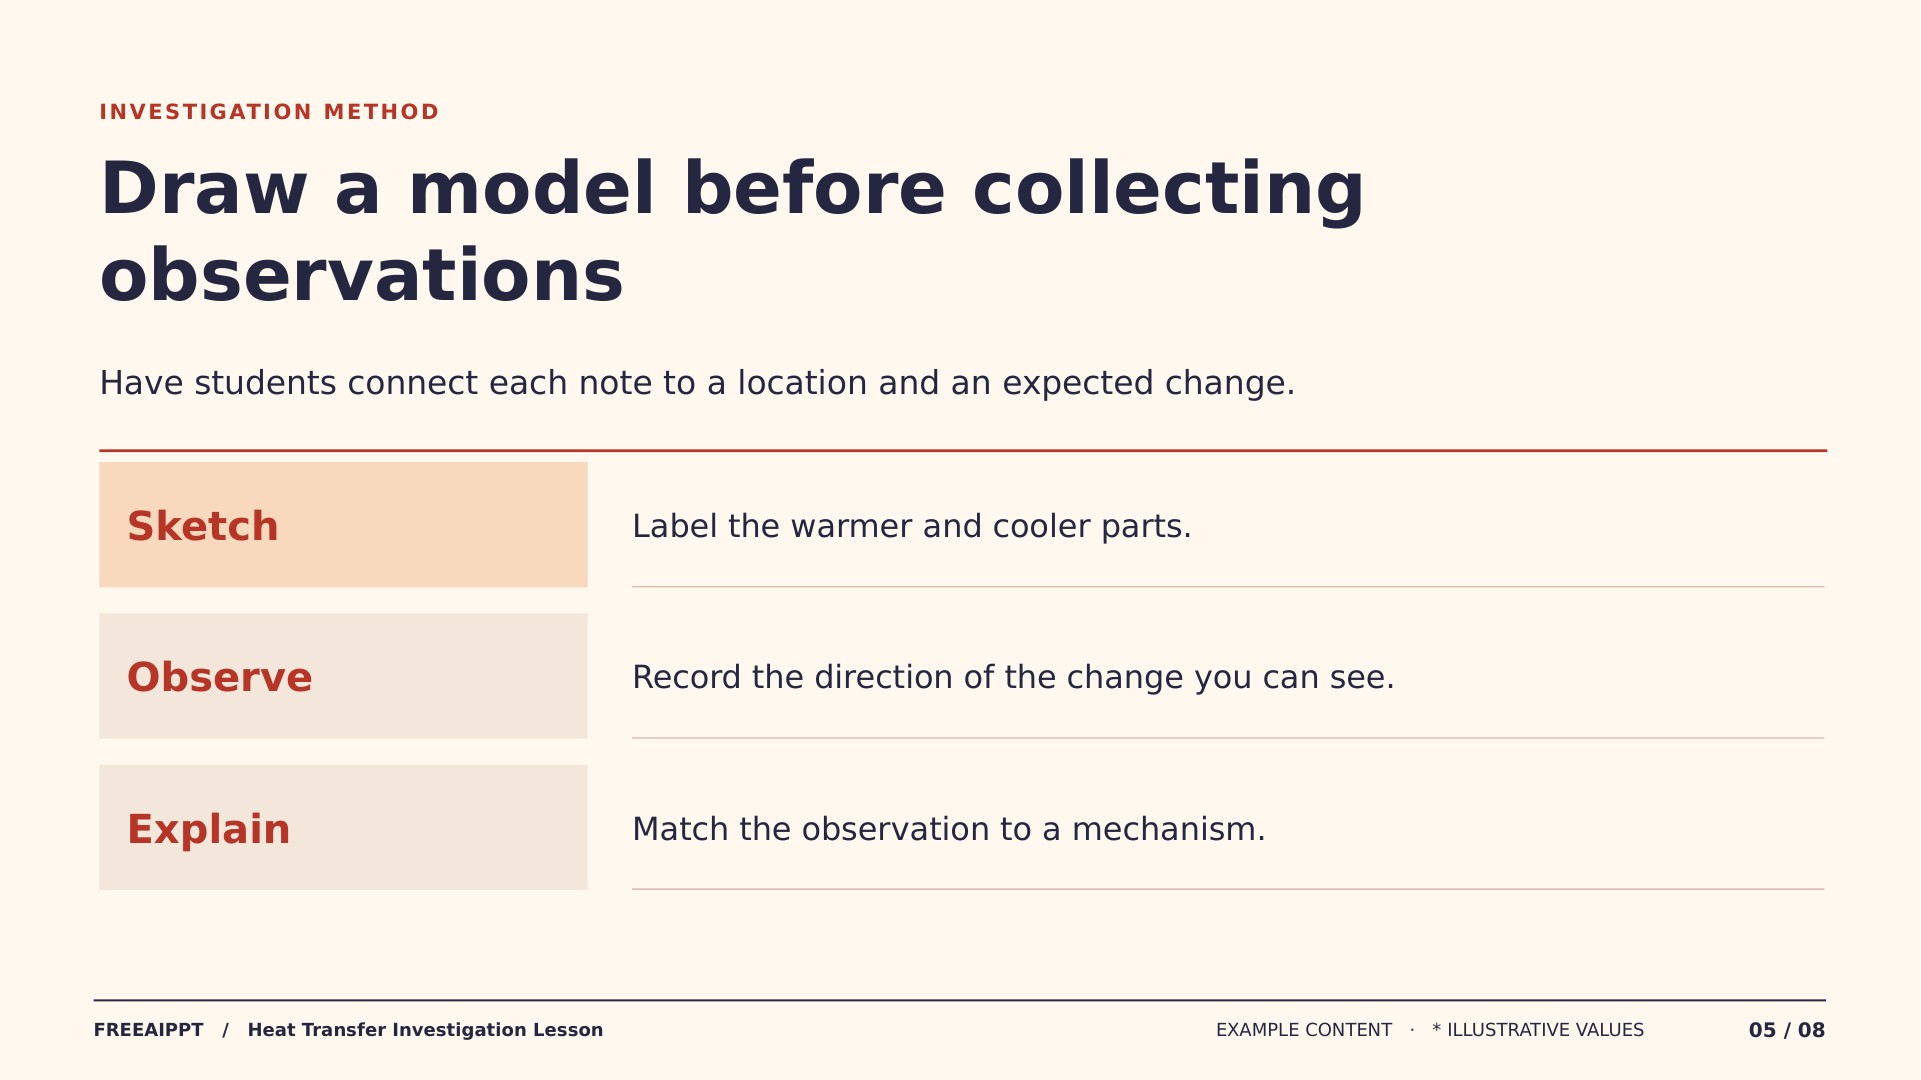 INVESTIGATION METHOD
Draw a model before collecting
observations
Have students connect each note to a location and an expected change.
Sketch
Label the warmer and cooler parts.
Observe
Record the direction of the change you can see.
Explain
Match the observation to a mechanism.
FREEAIPPT / Heat Transfer Investigation Lesson
EXAMPLE CONTENT · * ILLUSTRATIVE VALUES
05 / 08